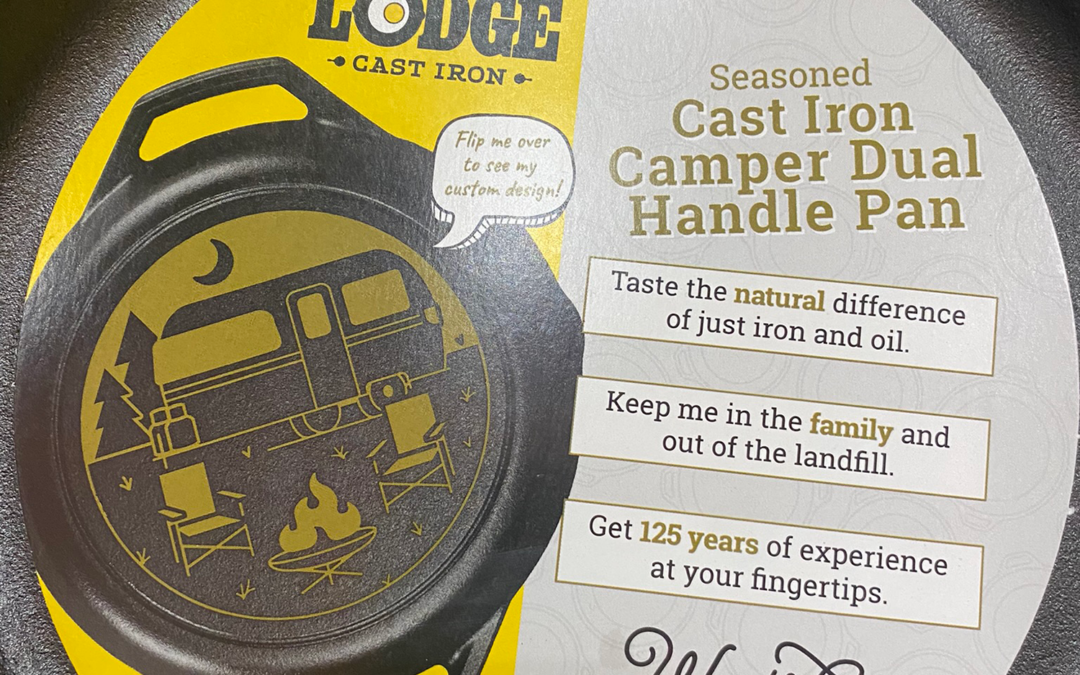 LODGE
CAST IRON
Flip me over
to see my
custom design!
Seasoned
Cast Iron
Camper Dual
Handle Pan
Taste the natural difference
of just iron and oil.
Keep me in the family and
out of the landfill.
Get 125 years of experience
at your fingertips.